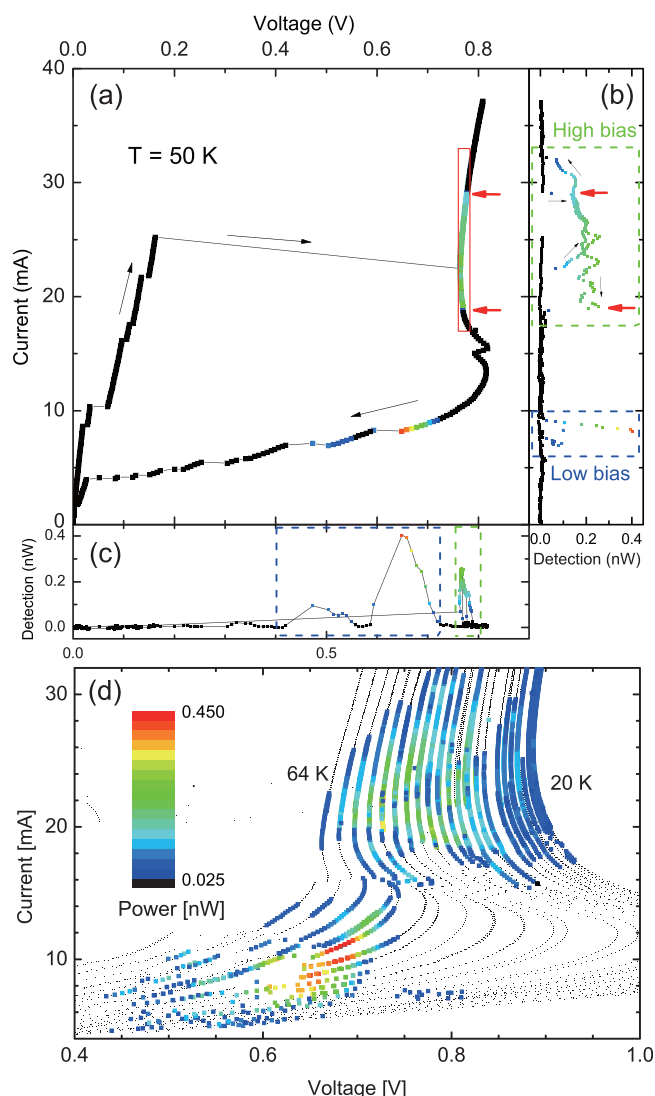 Voltage (V)
0.0 0.2 0.4 0.6 0.8
40
30
20
10
0
Current (mA)
(a)
T = 50 K
(b)
High bias
Low bias
0.0 0.2 0.4
Detection (nW)
(c)
0.4
0.2
0.0
Detection (nW)
0.0 0.5
(d)
30
20
10
Current [mA]
0.450
0.025
Power [nW]
64 K
20 K
0.4 0.6 0.8 1.0
Voltage [V]